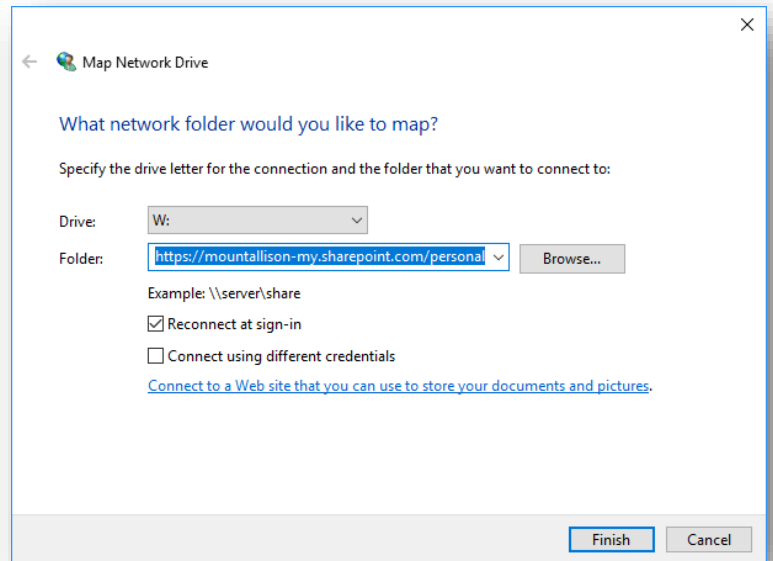 Map Network Drive
What network folder would you like to map?
Specify the drive letter for the connection and the folder that you want to connect to:
Drive: W:
Folder: https://mountallison-my.sharepoint.com/personal Browse...
Example: \\server\share
Reconnect at sign-in
Connect using different credentials
Connect to a Web site that you can use to store your documents and pictures.
Finish Cancel